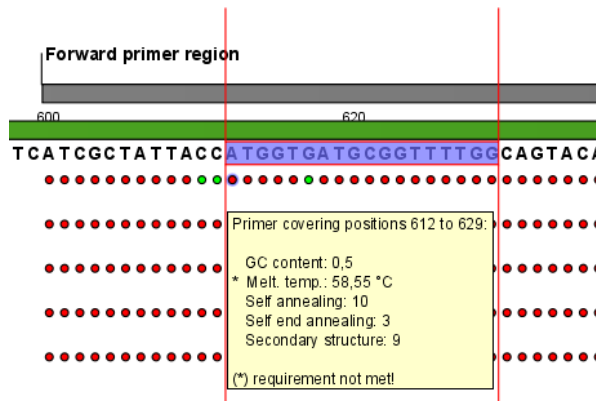 Forward primer region
600 620
TCATCGCTATTACCATGGTGATGCGGTTTTGGCAGTACA
Primer covering positions 612 to 629:
GC content: 0,5
* Melt. temp.: 58,55 °C
Self annealing: 10
Self end annealing: 3
Secondary structure: 9
(*) requirement not met!